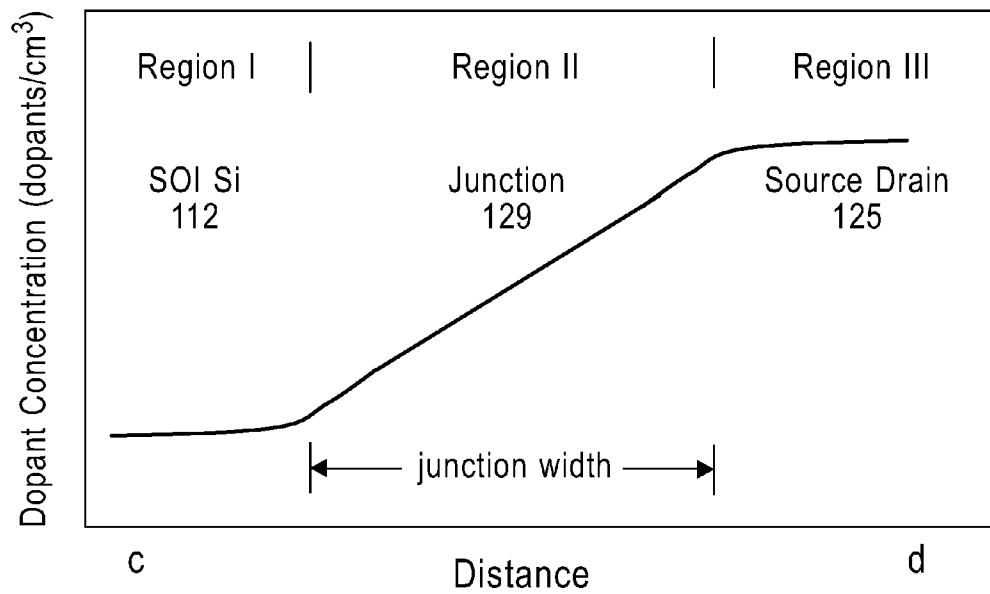 Dopant Concentration (dopants/cm³)
Region I
Region II
Region III
SOI Si
112
Junction
129
Source Drain
125
junction width
c
Distance
d